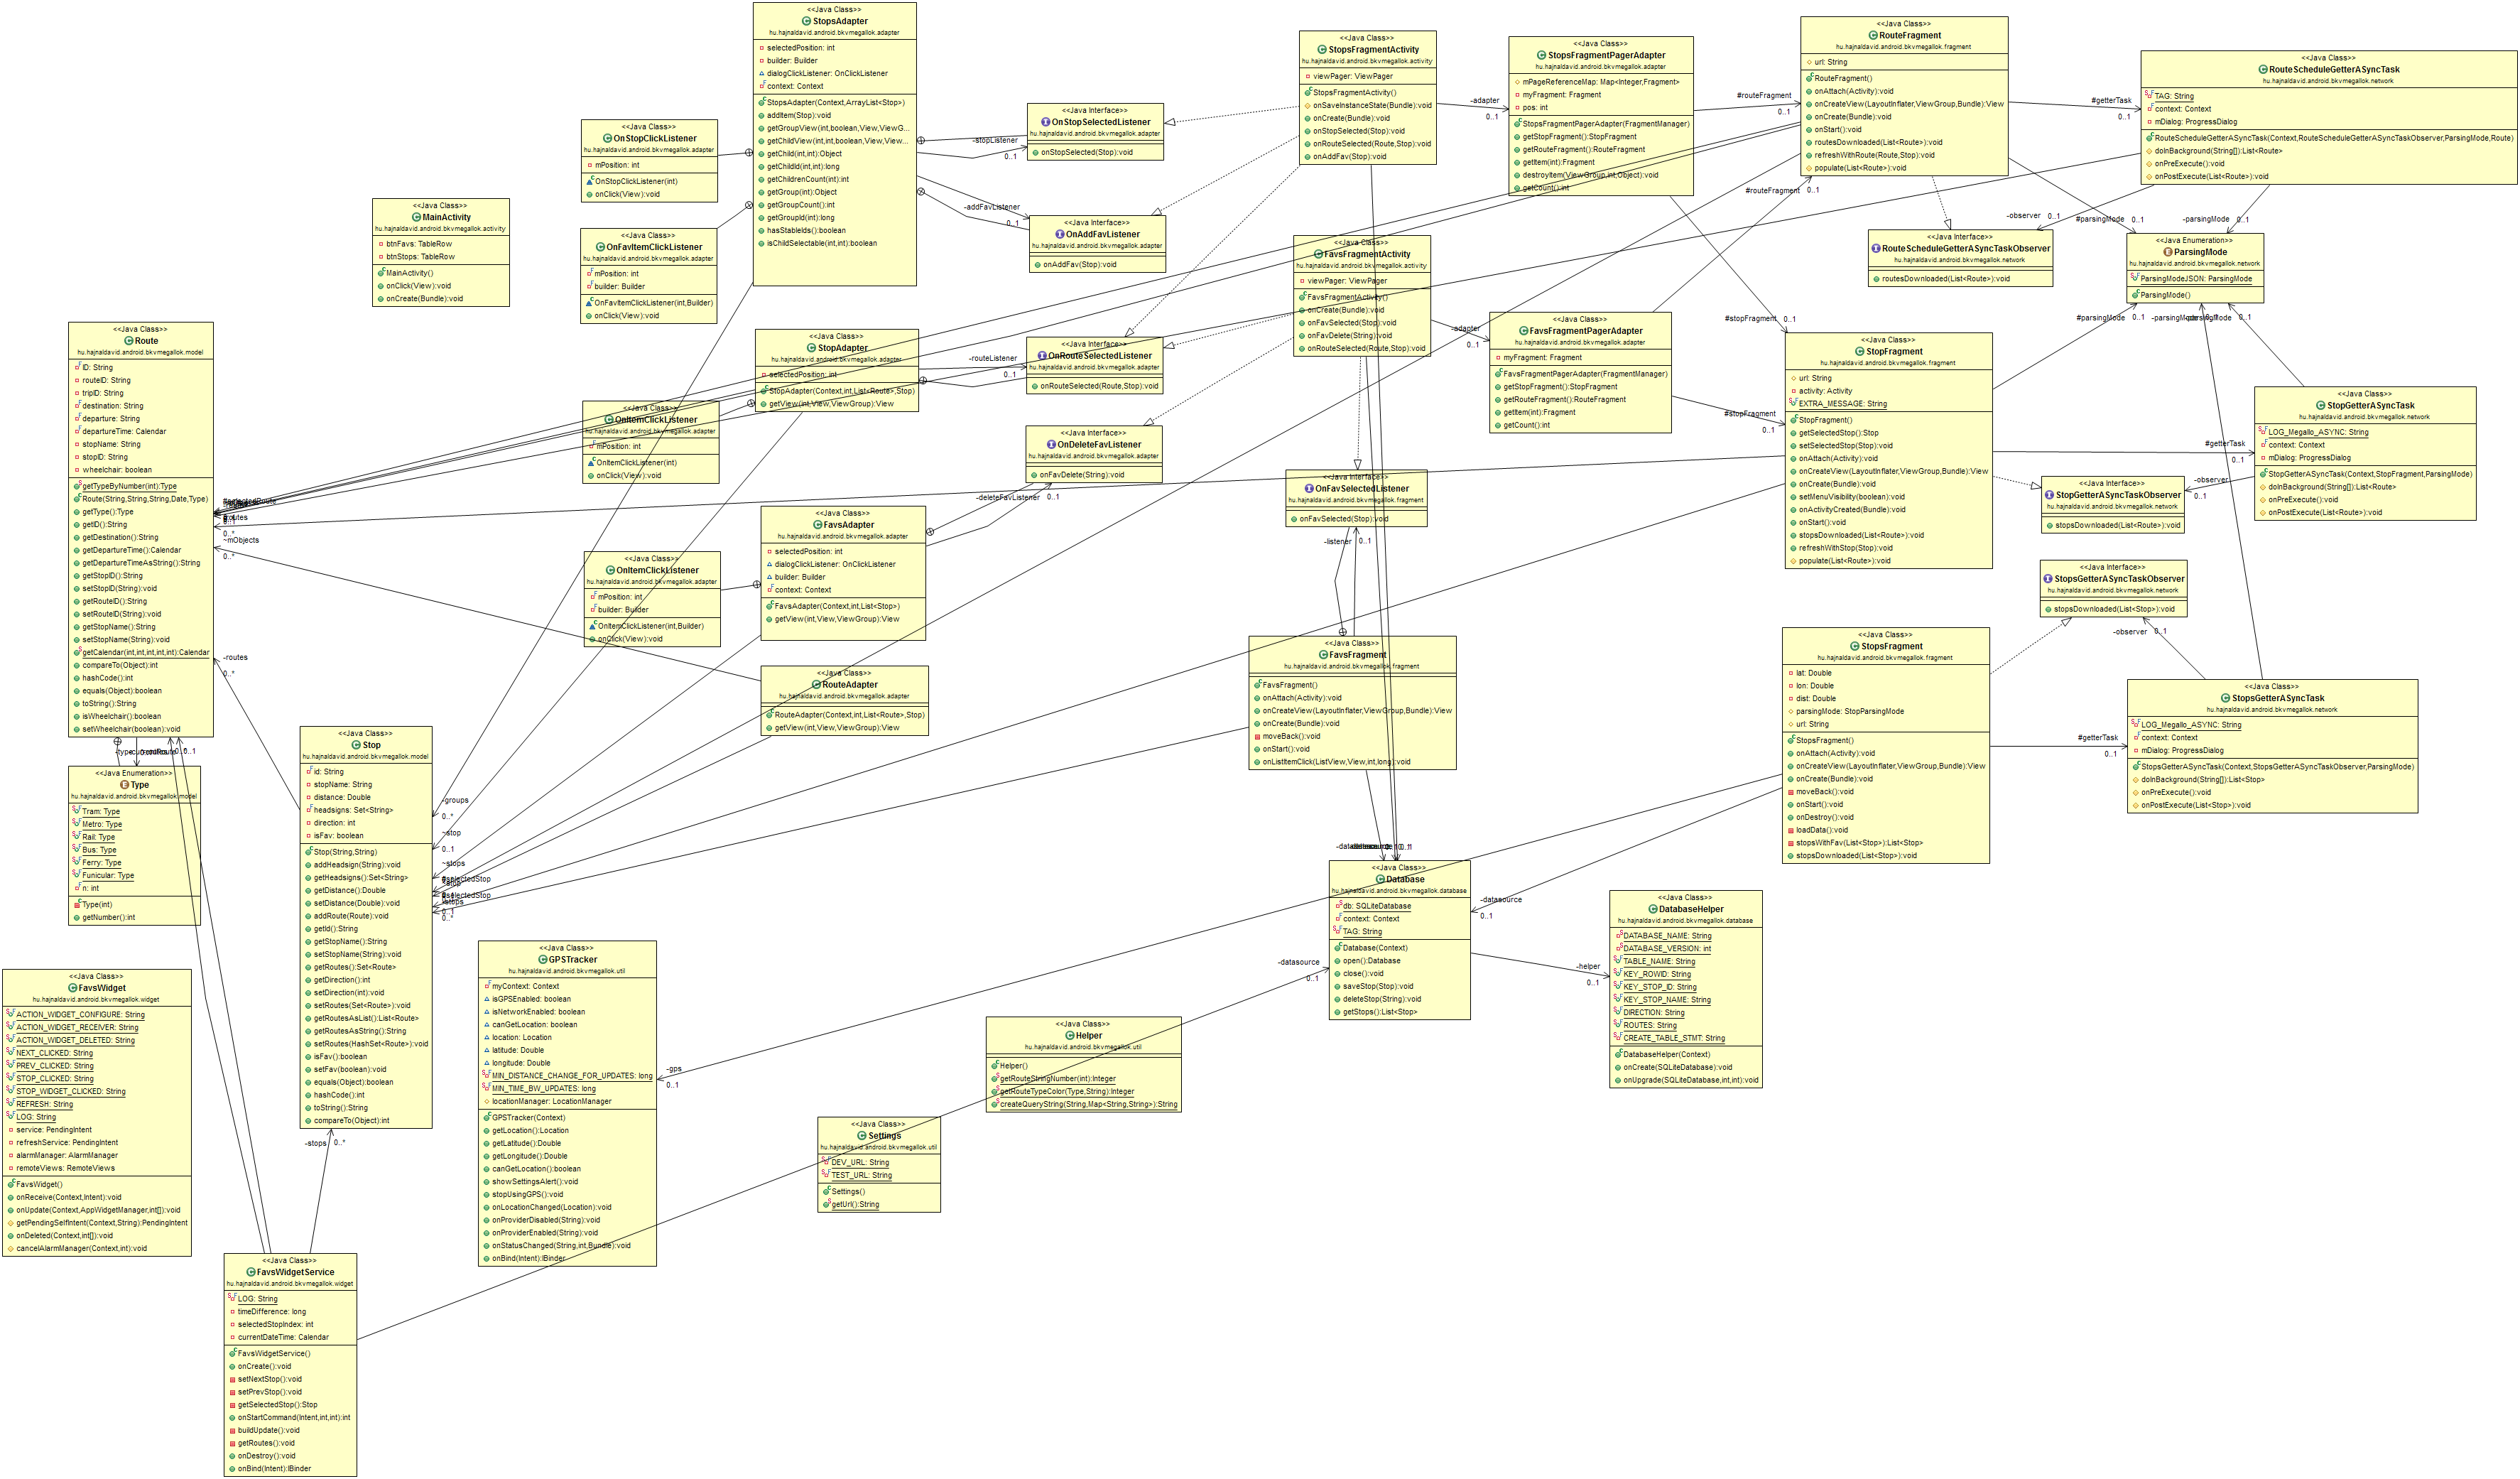 <<Java Class>>
StopsAdapter
hu.hajnaldavid.android.bkvmegallok.adapter
selectedPosition: int
builder: Builder
dialogClickListener: OnClickListener
context: Context
StopsAdapter(Context,ArrayList<Stop>)
addItem(Stop):void
getGroupView(int,boolean,View,ViewG...
getChildView(int,int,boolean,View,View...
getChild(int,int):Object
getChildId(int,int):long
getChildrenCount(int):int
getGroup(int):Object
getGroupCount():int
getGroupId(int):long
hasStableIds():boolean
isChildSelectable(int,int):boolean
<<Java Class>>
OnStopClickListener
hu.hajnaldavid.android.bkvmegallok.adapter
mPosition: int
OnStopClickListener(int)
onClick(View):void
<<Java Class>>
OnFavItemClickListener
hu.hajnaldavid.android.bkvmegallok.adapter
mPosition: int
builder: Builder
OnFavItemClickListener(int,Builder)
onClick(View):void
<<Java Class>>
MainActivity
hu.hajnaldavid.android.bkvmegallok.activity
btnFavs: TableRow
btnStops: TableRow
MainActivity()
onClick(View):void
onCreate(Bundle):void
<<Java Interface>>
OnStopSelectedListener
hu.hajnaldavid.android.bkvmegallok.adapter
onStopSelected(Stop):void
-stopListener
0..1
<<Java Interface>>
OnAddFavListener
hu.hajnaldavid.android.bkvmegallok.adapter
onAddFav(Stop):void
-addFavListener
0..1
<<Java Class>>
StopsFragmentActivity
hu.hajnaldavid.android.bkvmegallok.activity
viewPager: ViewPager
StopsFragmentActivity()
onSaveInstanceState(Bundle):void
onCreate(Bundle):void
onStopSelected(Stop):void
onRouteSelected(Route,Stop):void
onAddFav(Stop):void
-adapter
0..1
<<Java Class>>
StopsFragmentPagerAdapter
hu.hajnaldavid.android.bkvmegallok.adapter
mPageReferenceMap: Map<Integer,Fragment>
myFragment: Fragment
pos: int
StopsFragmentPagerAdapter(FragmentManager)
getStopFragment():StopFragment
getRouteFragment():RouteFragment
getItem(int):Fragment
destroyItem(ViewGroup,int,Object):void
getCount():int
#routeFragment
0..1
#routeFragment
0..1
<<Java Class>>
RouteFragment
hu.hajnaldavid.android.bkvmegallok.fragment
url: String
RouteFragment()
onAttach(Activity):void
onCreateView(LayoutInflater,ViewGroup,Bundle):View
onCreate(Bundle):void
onStart():void
routesDownloaded(List<Route>):void
refreshWithRoute(Route,Stop):void
populate(List<Route>):void
#getterTask
0..1
<<Java Class>>
RouteScheduleGetterASyncTask
hu.hajnaldavid.android.bkvmegallok.network
TAG: String
context: Context
mDialog: ProgressDialog
RouteScheduleGetterASyncTask(Context,RouteScheduleGetterASyncTaskObserver,ParsingMode,Route)
doInBackground(String[]):List<Route>
onPreExecute():void
onPostExecute(List<Route>):void
-observer 0..1
#parsingMode 0..1
-parsingMode
0..1
<<Java Interface>>
RouteScheduleGetterASyncTaskObserver
hu.hajnaldavid.android.bkvmegallok.network
routesDownloaded(List<Route>):void
<<Java Enumeration>>
ParsingMode
hu.hajnaldavid.android.bkvmegallok.network
ParsingModeJSON: ParsingMode
ParsingMode()
#parsingMode 0..1
-parsingMode
<<Java Class>>
FavsFragmentActivity
hu.hajnaldavid.android.bkvmegallok.activity
viewPager: ViewPager
FavsFragmentActivity()
onCreate(Bundle):void
onFavSelected(Stop):void
onFavDelete(String):void
onRouteSelected(Route,Stop):void
-adapter
0..1
<<Java Class>>
FavsFragmentPagerAdapter
hu.hajnaldavid.android.bkvmegallok.adapter
myFragment: Fragment
FavsFragmentPagerAdapter(FragmentManager)
getStopFragment():StopFragment
getRouteFragment():RouteFragment
getItem(int):Fragment
getCount():int
#stopFragment
0..1
#stopFragment
0..1
<<Java Class>>
StopFragment
hu.hajnaldavid.android.bkvmegallok.fragment
url: String
activity: Activity
EXTRA_MESSAGE: String
StopFragment()
getSelectedStop():Stop
setSelectedStop(Stop):void
onAttach(Activity):void
onCreateView(LayoutInflater,ViewGroup,Bundle):View
onCreate(Bundle):void
setMenuVisibility(boolean):void
onActivityCreated(Bundle):void
onStart():void
stopsDownloaded(List<Route>):void
refreshWithStop(Stop):void
populate(List<Route>):void
#getterTask
0..1
<<Java Class>>
StopGetterASyncTask
hu.hajnaldavid.android.bkvmegallok.network
LOG_Megallo_ASYNC: String
context: Context
mDialog: ProgressDialog
StopGetterASyncTask(Context,StopFragment,ParsingMode)
doInBackground(String[]):List<Route>
onPreExecute():void
onPostExecute(List<Route>):void
-observer
0..1
<<Java Interface>>
StopGetterASyncTaskObserver
hu.hajnaldavid.android.bkvmegallok.network
stopsDownloaded(List<Route>):void
<<Java Interface>>
StopsGetterASyncTaskObserver
hu.hajnaldavid.android.bkvmegallok.network
stopsDownloaded(List<Stop>):void
-observer 0..1
<<Java Class>>
Route
hu.hajnaldavid.android.bkvmegallok.model
ID: String
routeID: String
tripID: String
destination: String
departure: String
departureTime: Calendar
stopName: String
stopID: String
wheelchair: boolean
getTypeByNumber(int):Type
Route(String,String,String,Date,Type)
getType():Type
getID():String
getDestination():String
getDepartureTime():Calendar
getDepartureTimeAsString():String
getStopID():String
setStopID(String):void
getRouteID():String
setRouteID(String):void
getStopName():String
setStopName(String):void
getCalendar(int,int,int,int,int):Calendar
compareTo(Object):int
hashCode():int
equals(Object):boolean
toString():String
isWheelchair():boolean
setWheelchair(boolean):void
#selectedRoute
0..*
~mObjects
0..*
-routes
0..*
<<Java Class>>
StopAdapter
hu.hajnaldavid.android.bkvmegallok.adapter
selectedPosition: int
StopAdapter(Context,int,List<Route>,Stop)
getView(int,View,ViewGroup):View
-routeListener
0..1
<<Java Interface>>
OnRouteSelectedListener
hu.hajnaldavid.android.bkvmegallok.adapter
onRouteSelected(Route,Stop):void
<<Java Class>>
OnItemClickListener
hu.hajnaldavid.android.bkvmegallok.adapter
mPosition: int
OnItemClickListener(int)
onClick(View):void
<<Java Interface>>
OnDeleteFavListener
hu.hajnaldavid.android.bkvmegallok.adapter
onFavDelete(String):void
-deleteFavListener
0..1
<<Java Interface>>
OnFavSelectedListener
hu.hajnaldavid.android.bkvmegallok.fragment
onFavSelected(Stop):void
-listener 0..1
<<Java Class>>
FavsAdapter
hu.hajnaldavid.android.bkvmegallok.adapter
selectedPosition: int
dialogClickListener: OnClickListener
builder: Builder
context: Context
FavsAdapter(Context,int,List<Stop>)
getView(int,View,ViewGroup):View
<<Java Class>>
OnItemClickListener
hu.hajnaldavid.android.bkvmegallok.adapter
mPosition: int
builder: Builder
OnItemClickListener(int,Builder)
onClick(View):void
<<Java Class>>
RouteAdapter
hu.hajnaldavid.android.bkvmegallok.adapter
RouteAdapter(Context,int,List<Route>,Stop)
getView(int,View,ViewGroup):View
<<Java Class>>
FavsFragment
hu.hajnaldavid.android.bkvmegallok.fragment
FavsFragment()
onAttach(Activity):void
onCreateView(LayoutInflater,ViewGroup,Bundle):View
onCreate(Bundle):void
moveBack():void
onStart():void
onListItemClick(ListView,View,int,long):void
<<Java Class>>
StopsFragment
hu.hajnaldavid.android.bkvmegallok.fragment
lat: Double
lon: Double
dist: Double
parsingMode: StopParsingMode
url: String
StopsFragment()
onAttach(Activity):void
onCreateView(LayoutInflater,ViewGroup,Bundle):View
onCreate(Bundle):void
moveBack():void
onStart():void
onDestroy():void
loadData():void
stopsWithFav(List<Stop>):List<Stop>
stopsDownloaded(List<Stop>):void
#getterTask
0..1
<<Java Class>>
StopsGetterASyncTask
hu.hajnaldavid.android.bkvmegallok.network
LOG_Megallo_ASYNC: String
context: Context
mDialog: ProgressDialog
StopsGetterASyncTask(Context,StopsGetterASyncTaskObserver,ParsingMode)
doInBackground(String[]):List<Stop>
onPreExecute():void
onPostExecute(List<Stop>):void
<<Java Enumeration>>
Type
hu.hajnaldavid.android.bkvmegallok.model
Tram: Type
Metro: Type
Rail: Type
Bus: Type
Ferry: Type
Funicular: Type
n: int
Type(int)
getNumber():int
<<Java Class>>
Stop
hu.hajnaldavid.android.bkvmegallok.model
id: String
stopName: String
distance: Double
headsigns: Set<String>
direction: int
isFav: boolean
Stop(String,String)
addHeadsign(String):void
getHeadsigns():Set<String>
getDistance():Double
setDistance(Double):void
addRoute(Route):void
getId():String
getStopName():String
setStopName(String):void
getRoutes():Set<Route>
getDirection():int
setDirection(int):void
setRoutes(Set<Route>):void
getRoutesAsList():List<Route>
getRoutesAsString():String
setRoutes(HashSet<Route>):void
isFav():boolean
setFav(boolean):void
equals(Object):boolean
hashCode():int
toString():String
compareTo(Object):int
-groups
0..*
~stop
0..1
~stops
#selectedStop
0..1
0..*
-stops 0..*
<<Java Class>>
Database
hu.hajnaldavid.android.bkvmegallok.database
db: SQLiteDatabase
context: Context
TAG: String
Database(Context)
open():Database
close():void
saveStop(Stop):void
deleteStop(String):void
getStops():List<Stop>
-datasource
0..1
-datasource
0..1
-helper
0..1
<<Java Class>>
DatabaseHelper
hu.hajnaldavid.android.bkvmegallok.database
DATABASE_NAME: String
DATABASE_VERSION: int
TABLE_NAME: String
KEY_ROWID: String
KEY_STOP_ID: String
KEY_STOP_NAME: String
DIRECTION: String
ROUTES: String
CREATE_TABLE_STMT: String
DatabaseHelper(Context)
onCreate(SQLiteDatabase):void
onUpgrade(SQLiteDatabase,int,int):void
<<Java Class>>
GPSTracker
hu.hajnaldavid.android.bkvmegallok.util
myContext: Context
isGPSEnabled: boolean
isNetworkEnabled: boolean
canGetLocation: boolean
location: Location
latitude: Double
longitude: Double
MIN_DISTANCE_CHANGE_FOR_UPDATES: long
MIN_TIME_BW_UPDATES: long
locationManager: LocationManager
GPSTracker(Context)
getLocation():Location
getLatitude():Double
getLongitude():Double
canGetLocation():boolean
showSettingsAlert():void
stopUsingGPS():void
onLocationChanged(Location):void
onProviderDisabled(String):void
onProviderEnabled(String):void
onStatusChanged(String,int,Bundle):void
onBind(Intent):IBinder
-gps
0..1
<<Java Class>>
Helper
hu.hajnaldavid.android.bkvmegallok.util
Helper()
getRouteStringNumber(int):Integer
getRouteTypeColor(Type,String):Integer
createQueryString(String,Map<String,String>):String
<<Java Class>>
Settings
hu.hajnaldavid.android.bkvmegallok.util
DEV_URL: String
TEST_URL: String
Settings()
getUrl():String
<<Java Class>>
FavsWidget
hu.hajnaldavid.android.bkvmegallok.widget
ACTION_WIDGET_CONFIGURE: String
ACTION_WIDGET_RECEIVER: String
ACTION_WIDGET_DELETED: String
NEXT_CLICKED: String
PREV_CLICKED: String
STOP_CLICKED: String
STOP_WIDGET_CLICKED: String
REFRESH: String
LOG: String
service: PendingIntent
refreshService: PendingIntent
alarmManager: AlarmManager
remoteViews: RemoteViews
FavsWidget()
onReceive(Context,Intent):void
onUpdate(Context,AppWidgetManager,int[]):void
getPendingSelfIntent(Context,String):PendingIntent
onDeleted(Context,int[]):void
cancelAlarmManager(Context,int):void
<<Java Class>>
FavsWidgetService
hu.hajnaldavid.android.bkvmegallok.widget
LOG: String
timeDifference: long
selectedStopIndex: int
currentDateTime: Calendar
FavsWidgetService()
onCreate():void
setNextStop():void
setPrevStop():void
getSelectedStop():Stop
onStartCommand(Intent,int,int):int
buildUpdate():void
getRoutes():void
onDestroy():void
onBind(Intent):IBinder